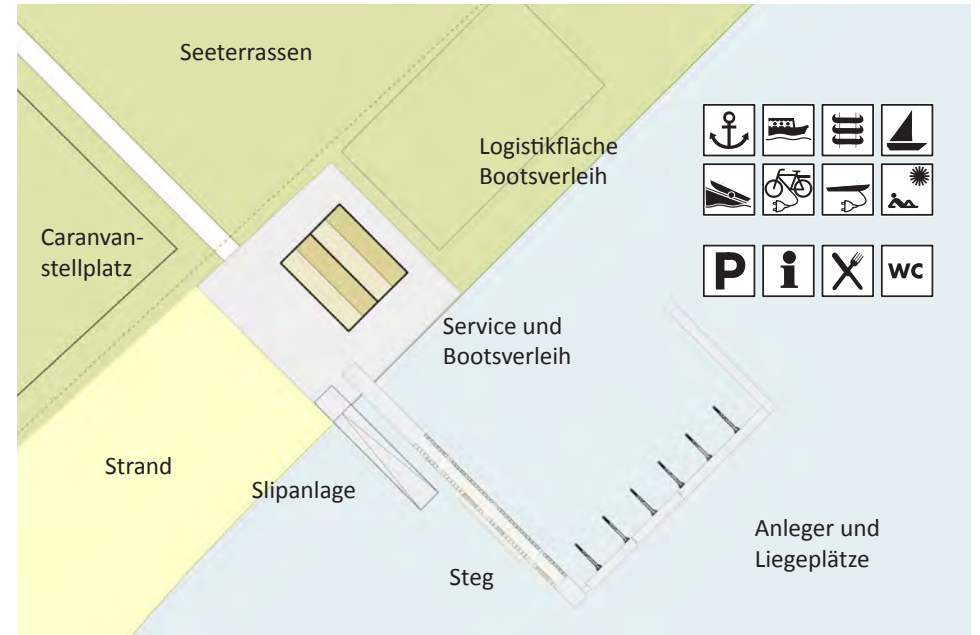 Seeterrassen
Logistikfläche
Bootsverleih
Caranvan-
stellplatz
P i WC
Service und
Bootsverleih
Strand
Slipanlage
Anleger und
Liegeplätze
Steg